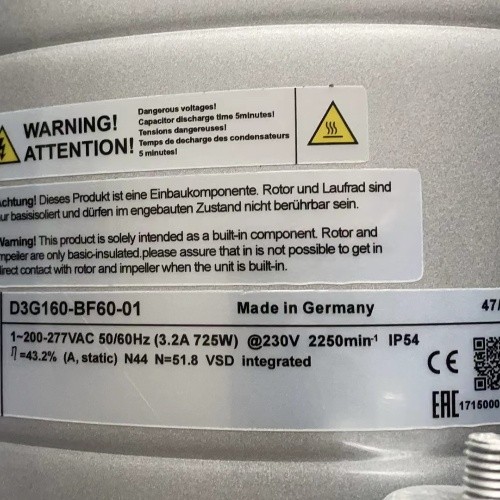 WARNING!
ATTENTION!
Dangerous voltages!
Capacitor discharge time 5minutes!
Tensions dangereuses!
Temps de decharge des condensateurs
5 minutes!
chtung! Dieses Produkt ist eine Einbaukomponente. Rotor und Laufrad sind
ur basisisoliert und dürfen im engebauten Zustand nicht berührbar sein.
Warning! This product is solely intended as a built-in component. Rotor and
mpeiler are only basic-insulated.please assure that in is not possible to get in
direct contact with rotor and impeller when the unit is built-in.
D3G160-BF60-01 Made in Germany 47/
1~200-277VAC 50/60Hz (3.2A 725W) @230V 2250min-¹ IP54
η=43.2% (A, static) N44 N=51.8 VSD integrated
CE
EAC 1715000